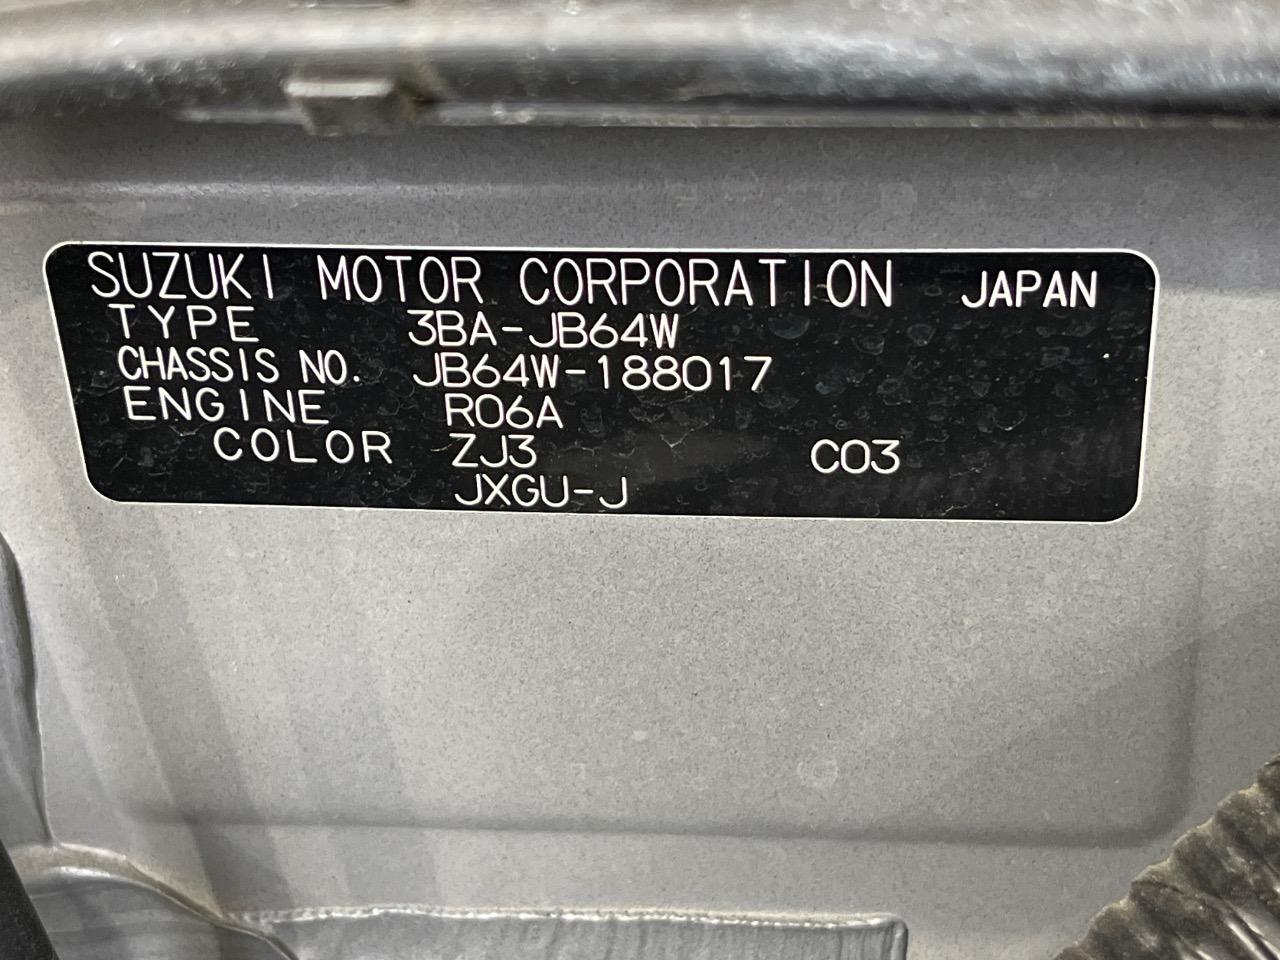 SUZUKI MOTOR CORPORATION JAPAN
TYPE 3BA-JB64W
CHASSIS NO. JB64W-188017
ENGINE R06A
COLOR ZJ3 C03
JXGU-J